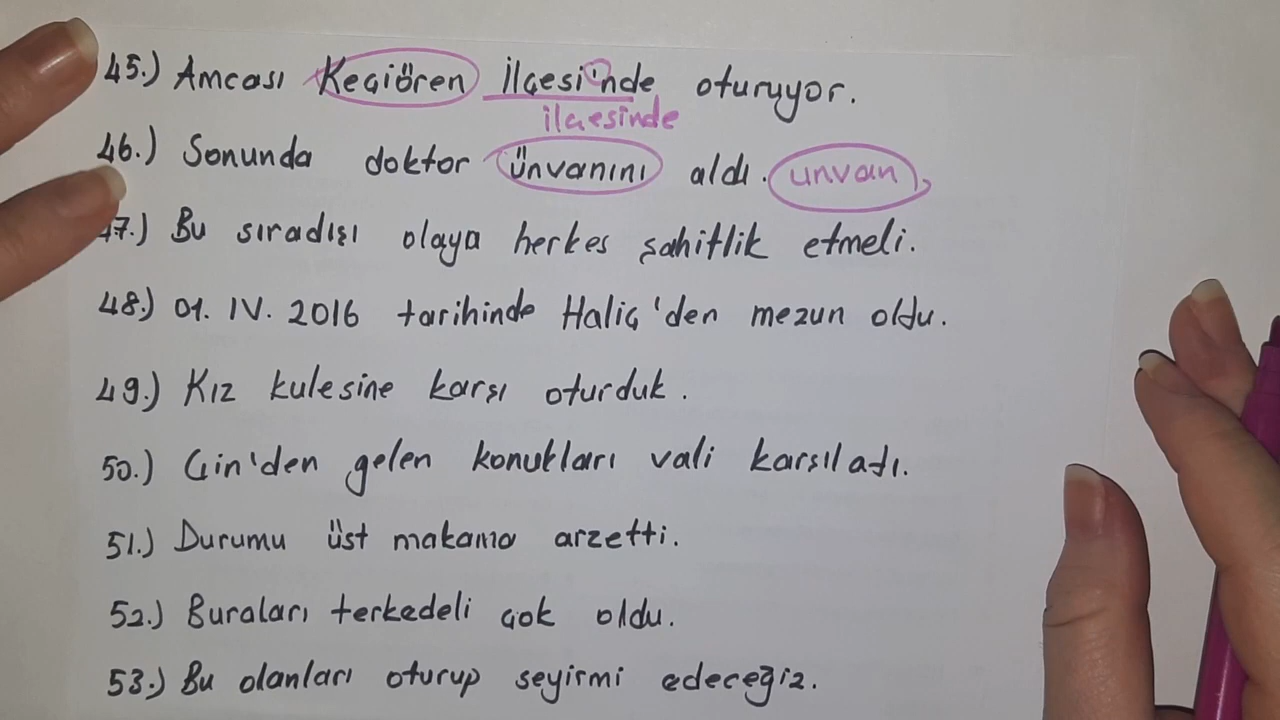 45.) Amcası Keçiören İlçesi'nde oturuyor.
ilçesinde
46.) Sonunda doktor ünvanını aldı. unvan
47.) Bu sıradışı olaya herkes şahitlik etmeli.
48.) 01. IV. 2016 tarihinde Haliç'den mezun oldu.
49.) Kız kulesine karşı oturduk.
50.) Çin'den gelen konukları vali karşıladı.
51.) Durumu üst makama arzetti.
52.) Buraları terkedeli çok oldu.
53.) Bu olanları oturup seyirmi edeceğiz.